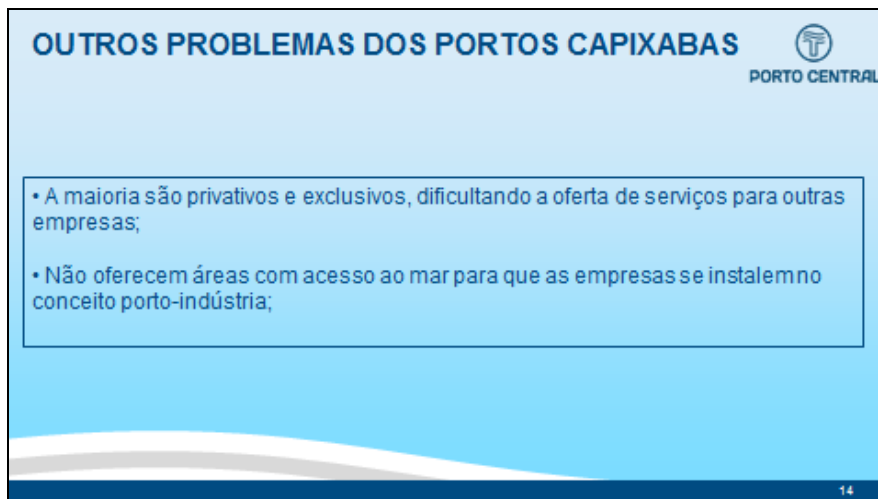 OUTROS PROBLEMAS DOS PORTOS CAPIXABAS
PORTO CENTRAL
• A maioria são privativos e exclusivos, dificultando a oferta de serviços para outras
empresas;
• Não oferecem áreas com acesso ao mar para que as empresas se instalem no
conceito porto-indústria;
14